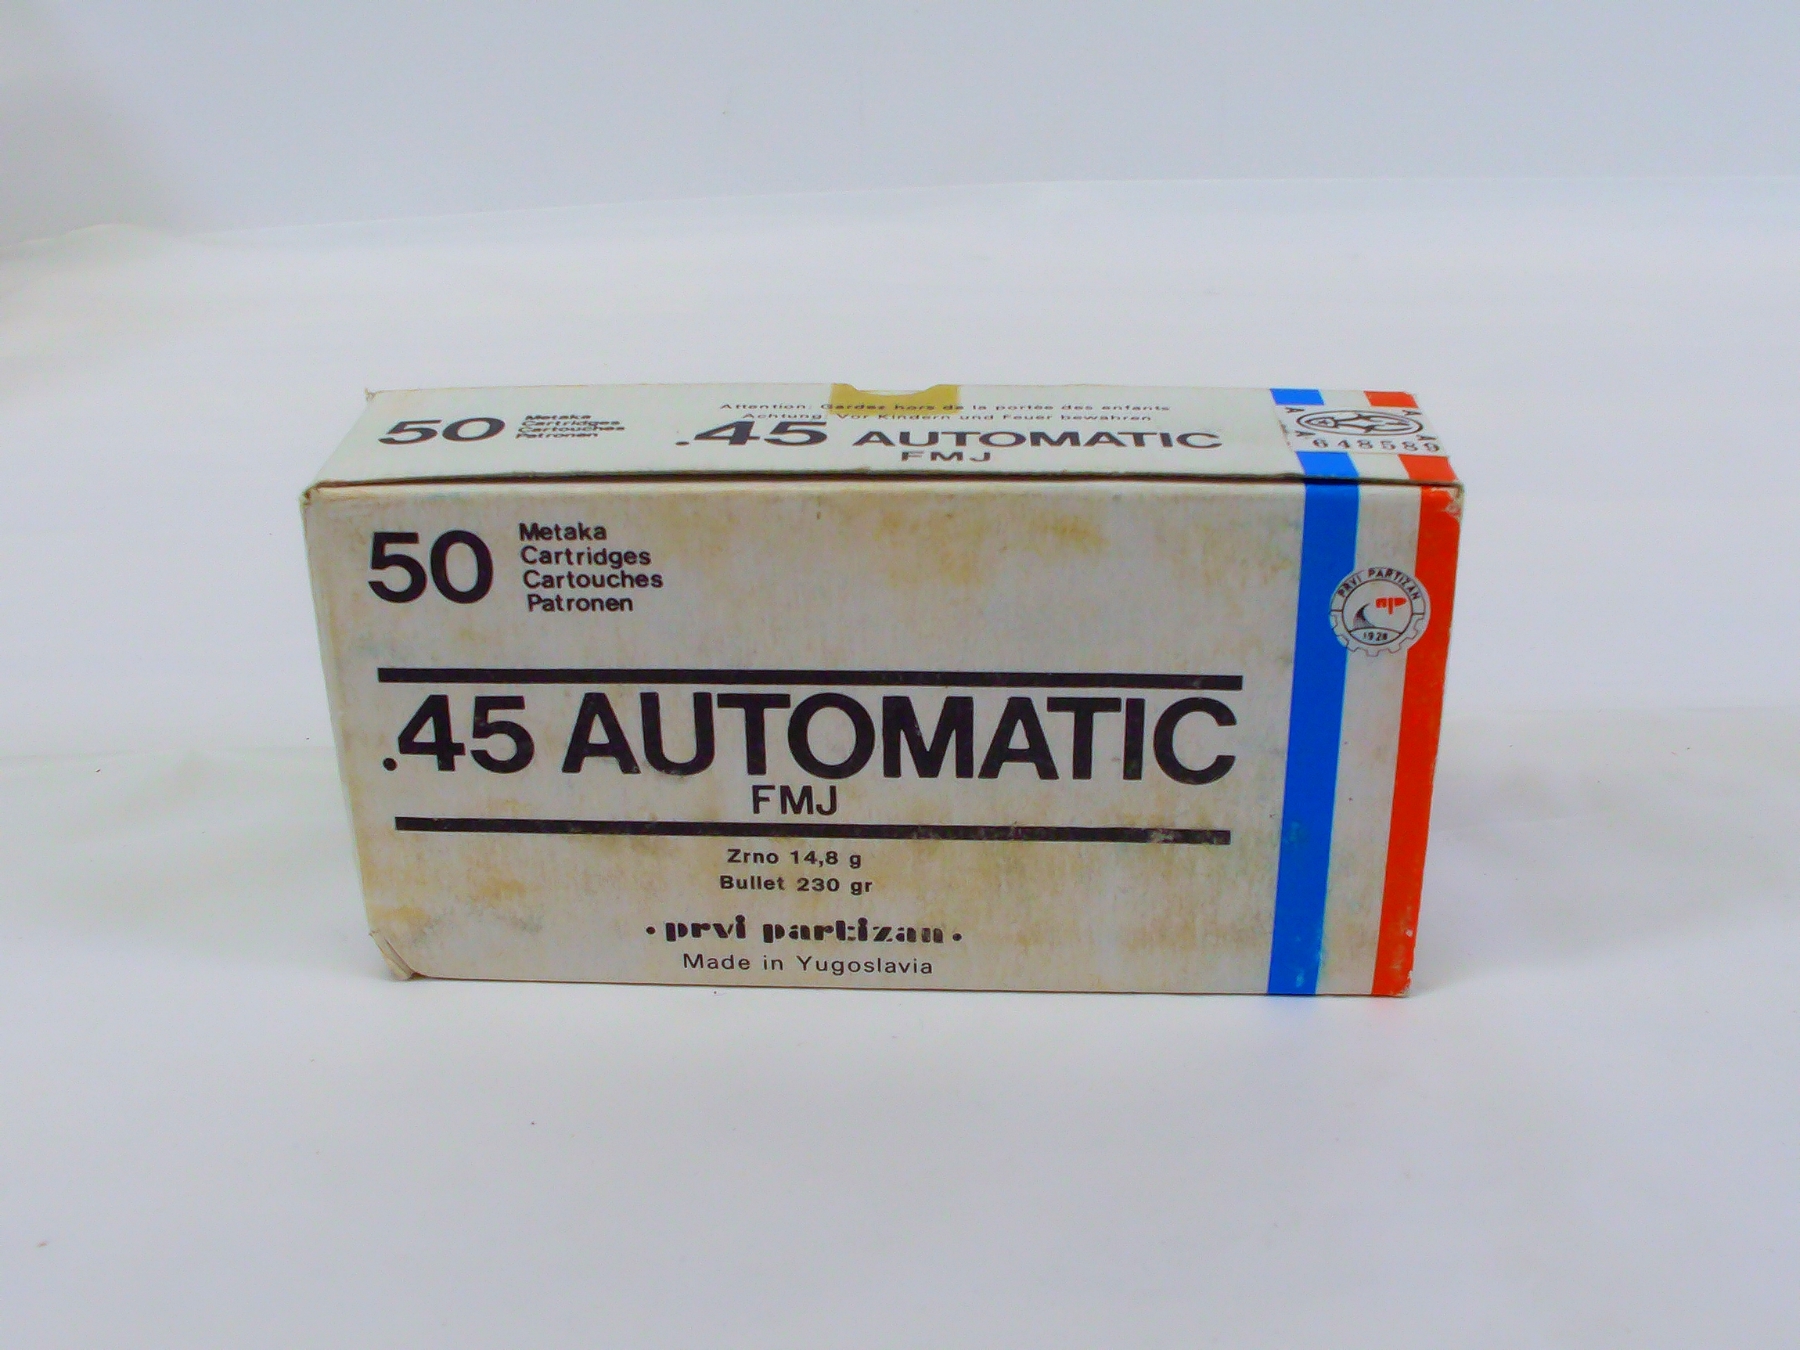 50
Metaka
Cartridges
Cartouches
Patronen
Attention: Gardez hors de la portée des enfants
Achtung: Vor Kindern und Feuer bewahren
.45 AUTOMATIC
FMJ
A A
A 648589 A
50
Metaka
Cartridges
Cartouches
Patronen
PRVI PARTIZAN
1928
.45 AUTOMATIC
FMJ
Zrno 14,8 g
Bullet 230 gr
• prvi partizan •
Made in Yugoslavia